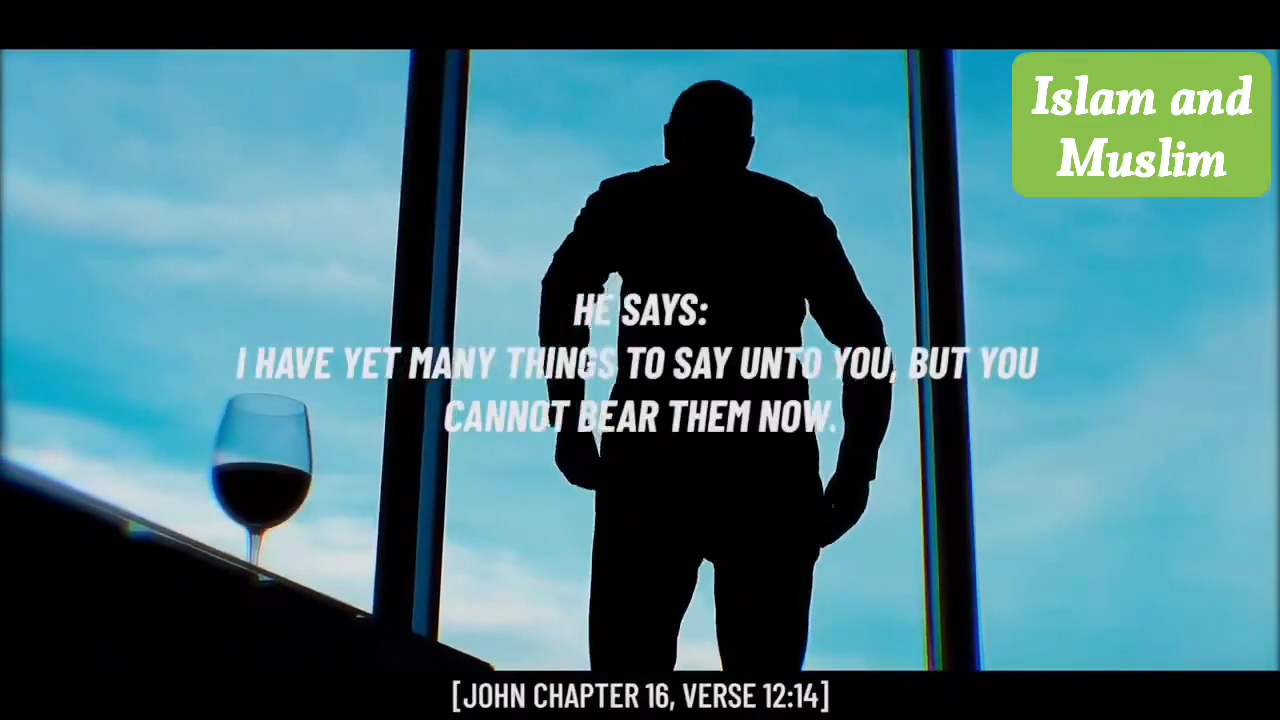 Islam and
Muslim
HE SAYS:
I HAVE YET MANY THINGS TO SAY UNTO YOU, BUT YOU
CANNOT BEAR THEM NOW.
[JOHN CHAPTER 16, VERSE 12:14]